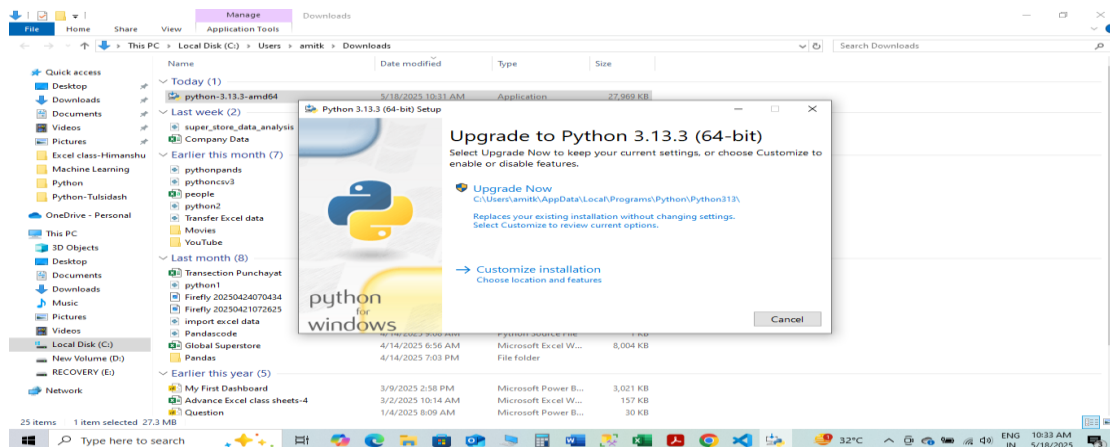 Manage
Downloads
File Home Share View Application Tools
This PC > Local Disk (C:) > Users > amitk > Downloads
Search Downloads
Name Date modified Type Size
Quick access
Desktop
Downloads
Documents
Videos
Pictures
Excel class-Himanshu
Machine Learning
Python
Python-Tulsidash
OneDrive - Personal
This PC
3D Objects
Desktop
Documents
Downloads
Music
Pictures
Videos
Local Disk (C:)
New Volume (D:)
RECOVERY (E:)
Network
Today (1)
python-3.13.3-amd64 5/18/2025 10:31 AM Application 27,969 KB
Last week (2)
super_store_data_analysis
Company Data
Earlier this month (7)
pythonpands
pythoncsv3
people
python2
Transfer Excel data
Movies
YouTube
Last month (8)
Transection Punchayat
python1
Firefly 20250424070434
Firefly 20250421072625
import excel data
Pandascode 4/14/2025 9:08 AM Python Source File 1 KB
Global Superstore 4/14/2025 6:56 AM Microsoft Excel W... 8,004 KB
Pandas 4/14/2025 7:03 PM File folder
Earlier this year (5)
My First Dashboard 3/9/2025 2:58 PM Microsoft Power B... 3,021 KB
Advance Excel class sheets-4 3/2/2025 10:14 AM Microsoft Excel W... 157 KB
Question 1/4/2025 8:09 AM Microsoft Power B... 30 KB
Python 3.13.3 (64-bit) Setup
Upgrade to Python 3.13.3 (64-bit)
Select Upgrade Now to keep your current settings, or choose Customize to
enable or disable features.
Upgrade Now
C:\Users\amitk\AppData\Local\Programs\Python\Python313\
Replaces your existing installation without changing settings.
Select Customize to review current options.
Customize installation
Choose location and features
python
for
windows
Cancel
25 items 1 item selected 27.3 MB
Type here to search
32°C
ENG
IN
10:33 AM
5/18/2025